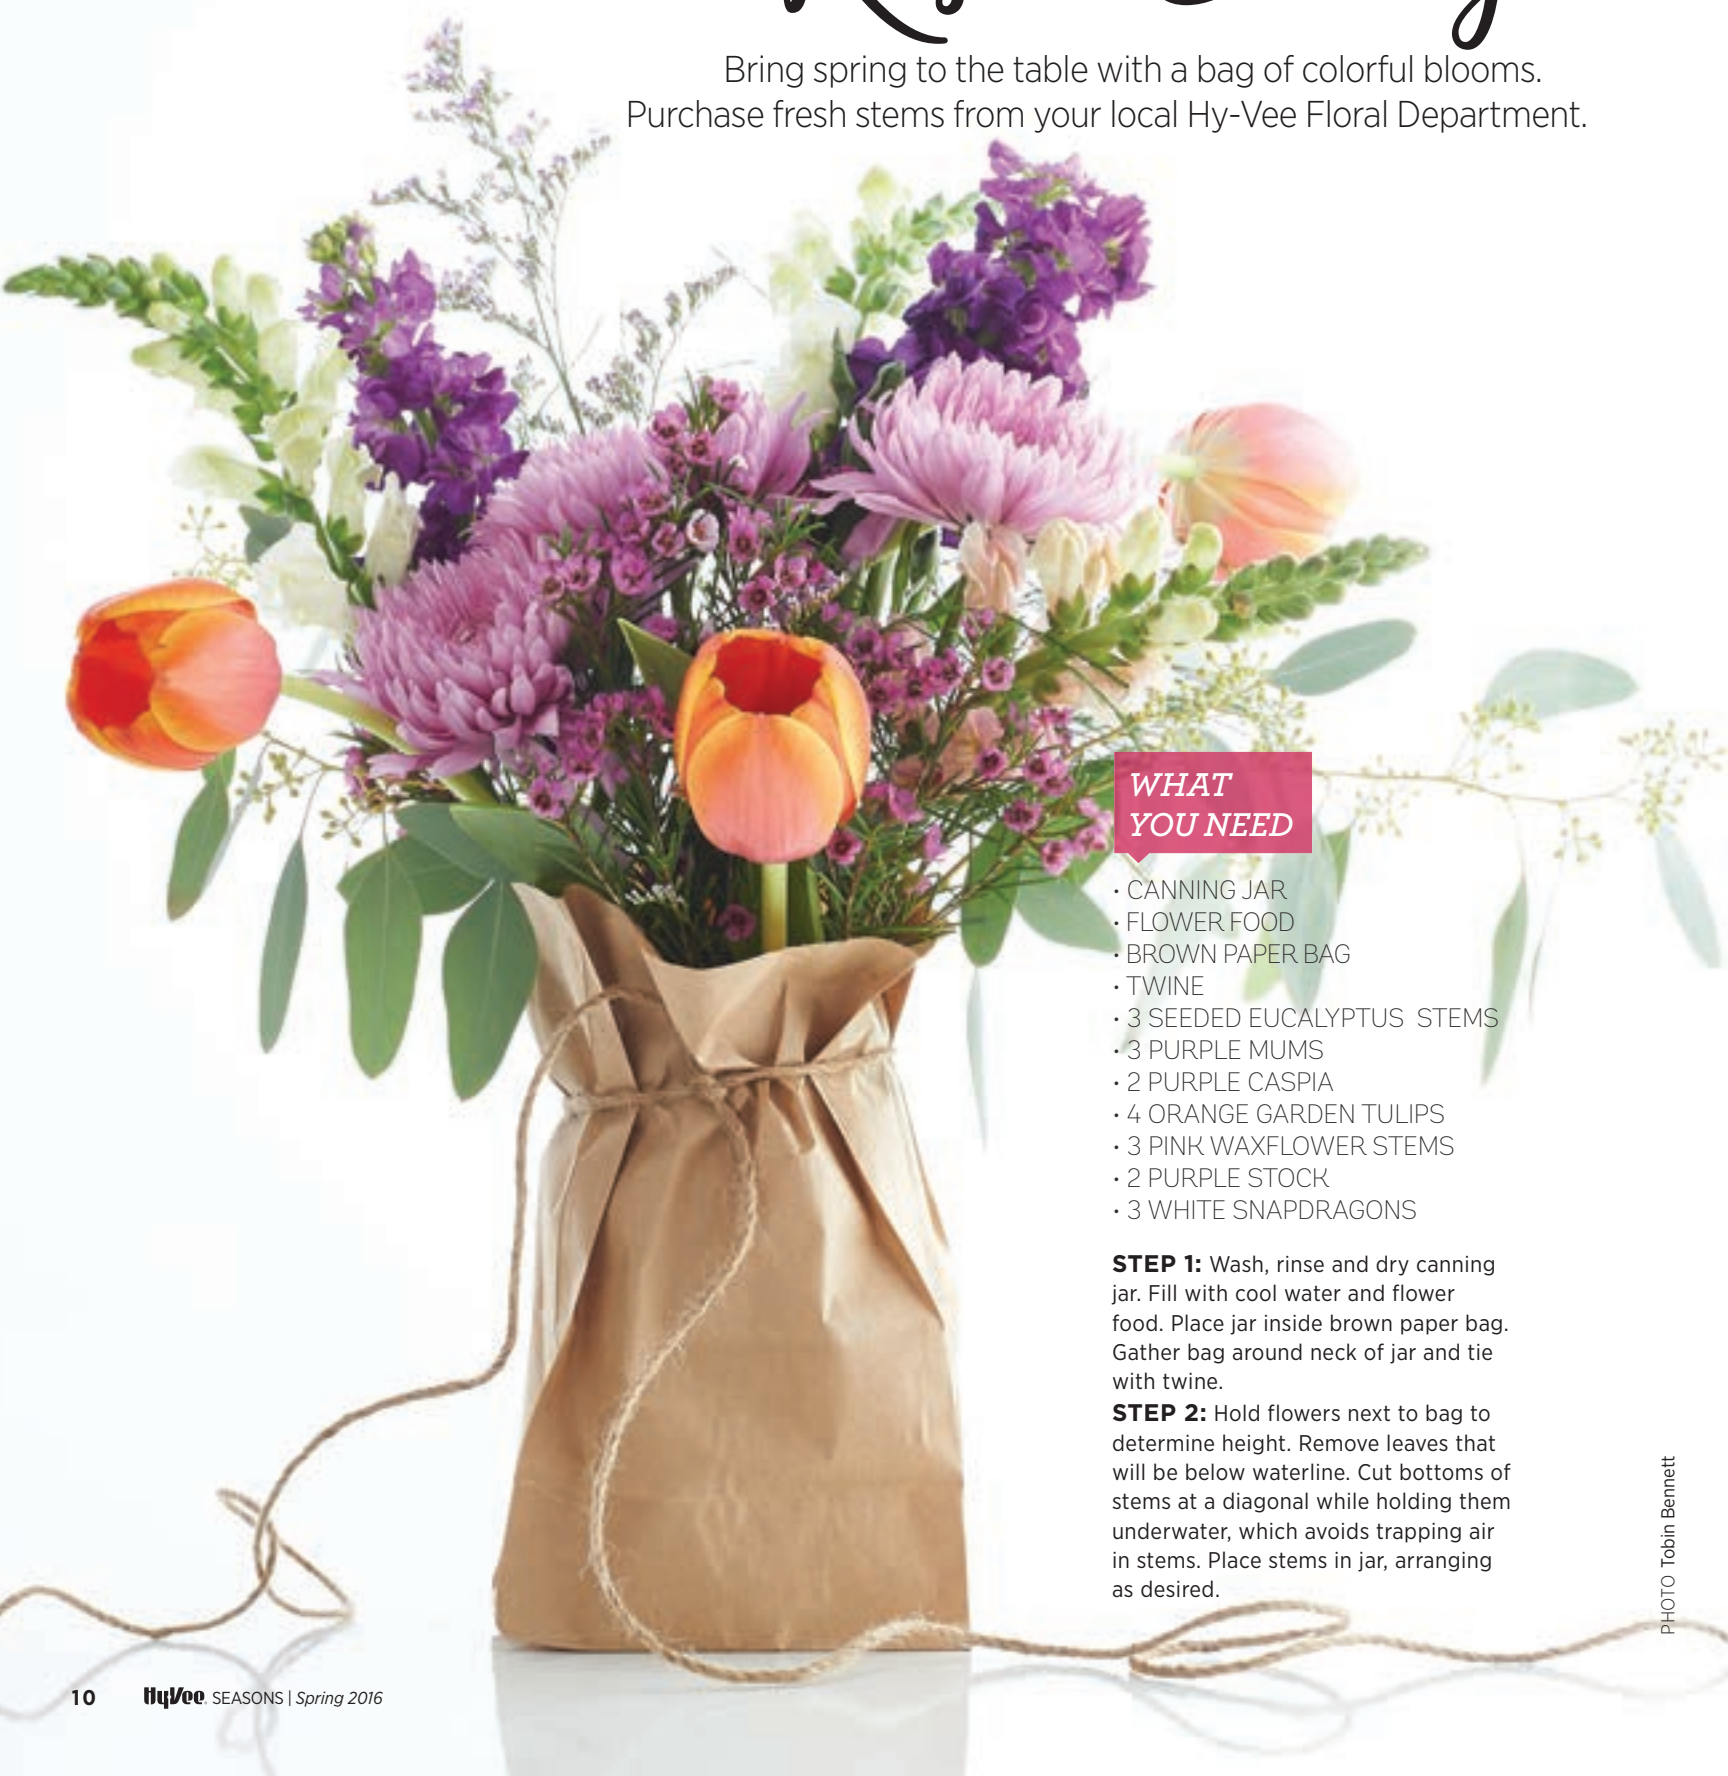 Bring spring to the table with a bag of colorful blooms.
Purchase fresh stems from your local Hy-Vee Floral Department.
WHAT
YOU NEED
• CANNING JAR
• FLOWER FOOD
• BROWN PAPER BAG
• TWINE
• 3 SEEDED EUCALYPTUS STEMS
• 3 PURPLE MUMS
• 2 PURPLE CASPIA
• 4 ORANGE GARDEN TULIPS
• 3 PINK WAXFLOWER STEMS
• 2 PURPLE STOCK
• 3 WHITE SNAPDRAGONS
STEP 1: Wash, rinse and dry canning
jar. Fill with cool water and flower
food. Place jar inside brown paper bag.
Gather bag around neck of jar and tie
with twine.
STEP 2: Hold flowers next to bag to
determine height. Remove leaves that
will be below waterline. Cut bottoms of
stems at a diagonal while holding them
underwater, which avoids trapping air
in stems. Place stems in jar, arranging
as desired.
PHOTO Tobin Bennett
10 HyVee SEASONS | Spring 2016